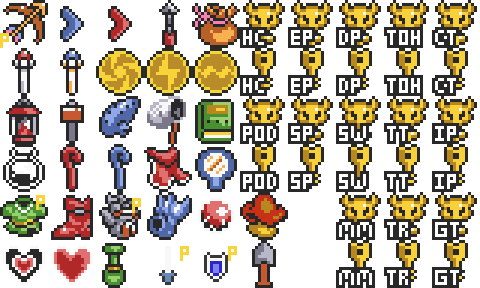 HC EP DP TOH CT
P
HC EP DP TOH CT
POD SP SW TT IP
POD SP SW TT IP
P P
MM TR GT
P P
MM TR GT